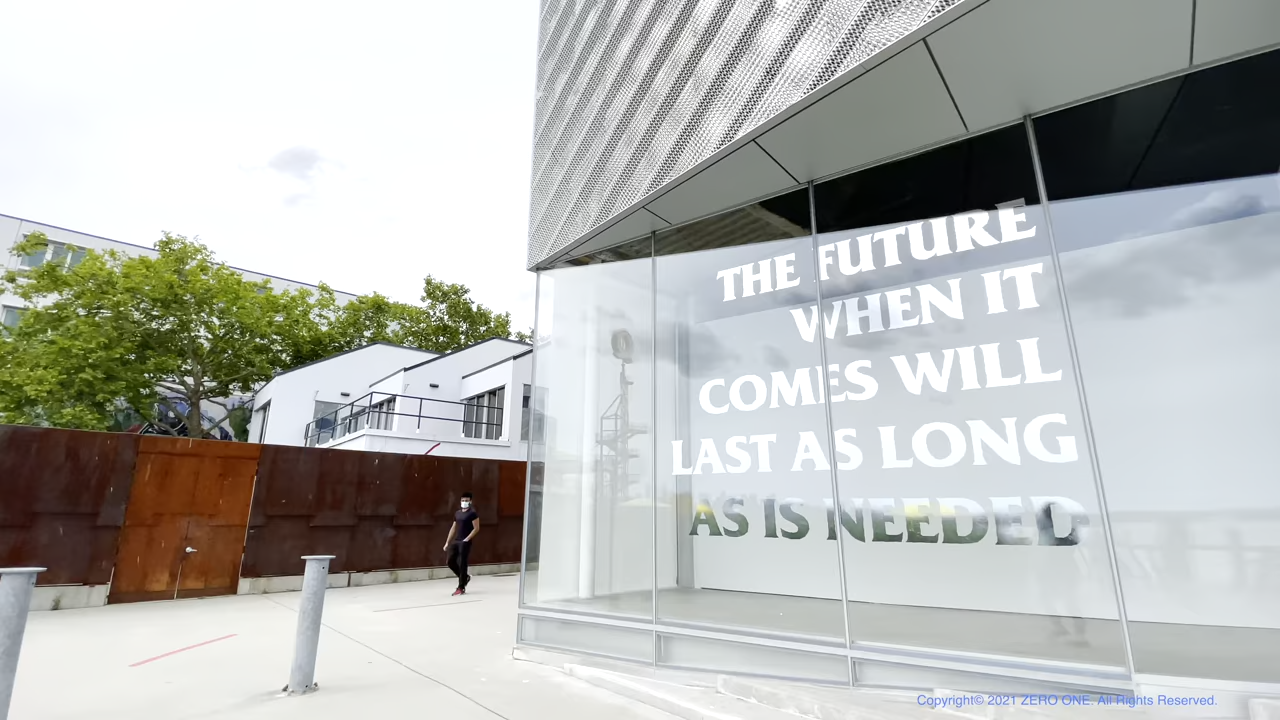 THE FUTURE
WHEN IT
COMES WILL
LAST AS LONG
AS IS NEEDED
Copyright© 2021 ZERO ONE. All Rights Reserved.